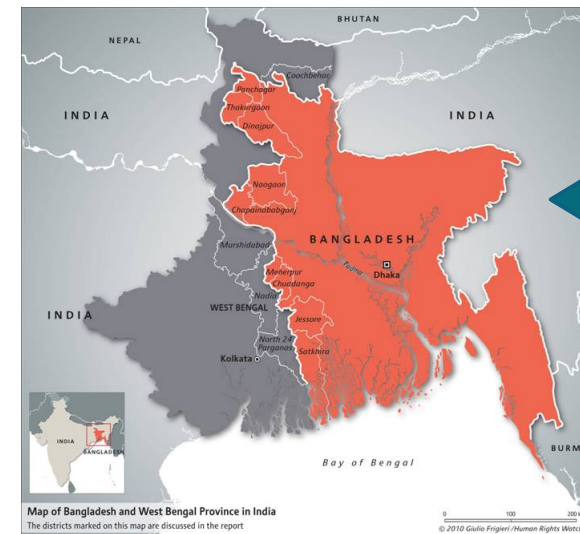 BHUTAN
NEPAL
Coochbehar
Panchagar
INDIA
Thakurgaon
INDIA
Dinajpur
Naogaon
Chapainababganj
Murshidabad
BANGLADESH
Padma
Dhaka
Meherpur
Chuadanga
Nadia
WEST BENGAL
INDIA
Jessore
North 24
Parganas
Kolkata
Satkhira
INDIA
BANGLADESH
BURM
Bay of Bengal
Map of Bangladesh and West Bengal Province in India
The districts marked on this map are discussed in the report
0 100 200
© 2010 Giulio Frigieri /Human Rights Watc